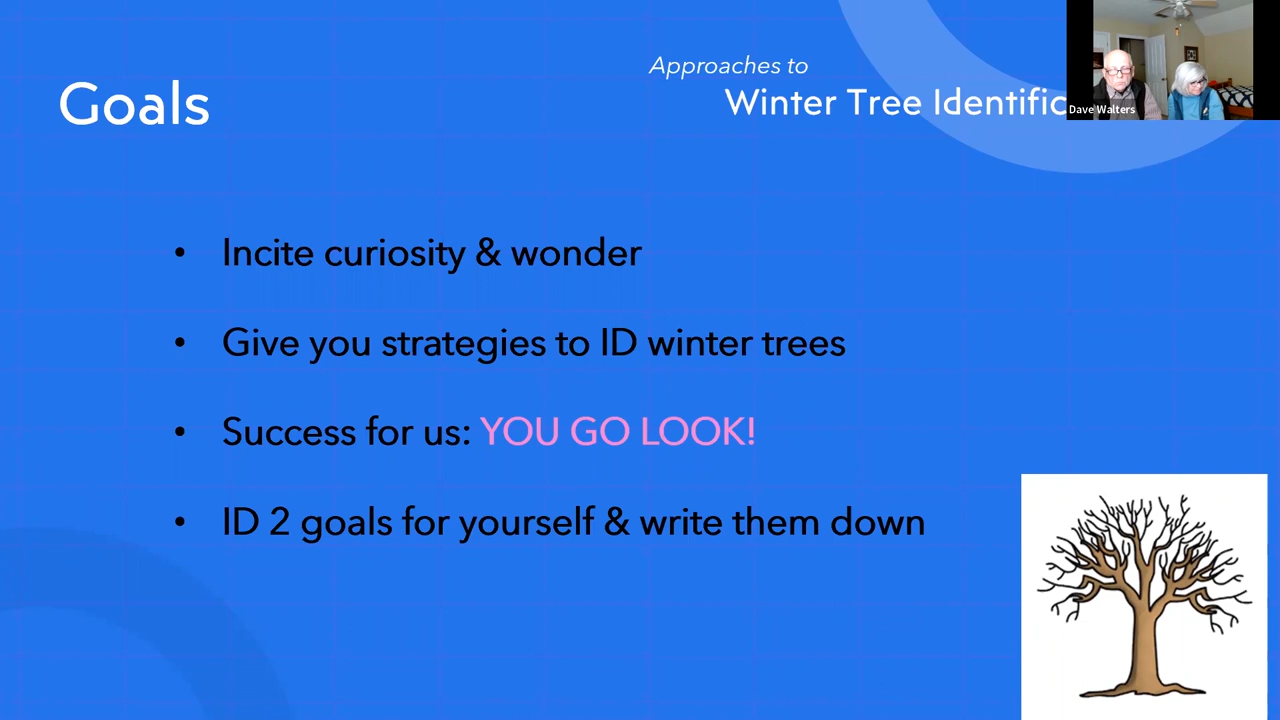 Goals
Approaches to
Winter Tree Identific
Dave Walters
• Incite curiosity & wonder
• Give you strategies to ID winter trees
• Success for us: YOU GO LOOK!
• ID 2 goals for yourself & write them down